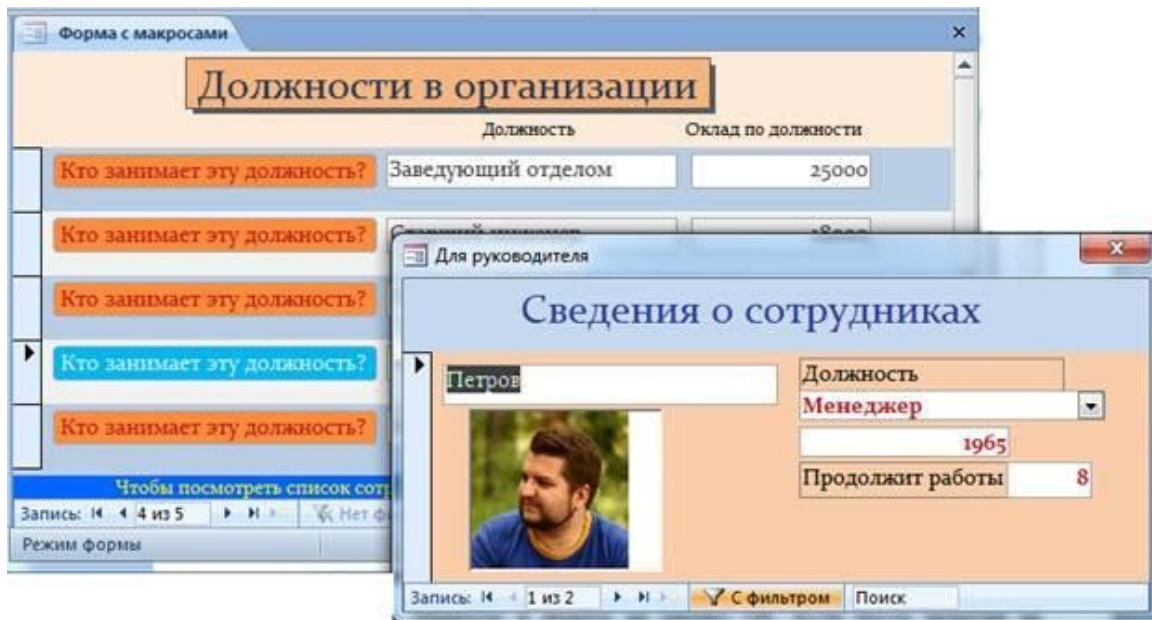 Форма с макросами
Должности в организации
Должность Оклад по должности
Кто занимает эту должность? Заведующий отделом 25000
Кто занимает эту должность? Старший инженер
Кто занимает эту должность?
Кто занимает эту должность?
Кто занимает эту должность?
Чтобы посмотреть список
Запись: 4 из 5 Нет
Режим формы
Для руководителя
Сведения о сотрудниках
Петров
Должность
Менеджер
1965
Продолжит работы 8
Запись: 1 из 2 С фильтром Поиск